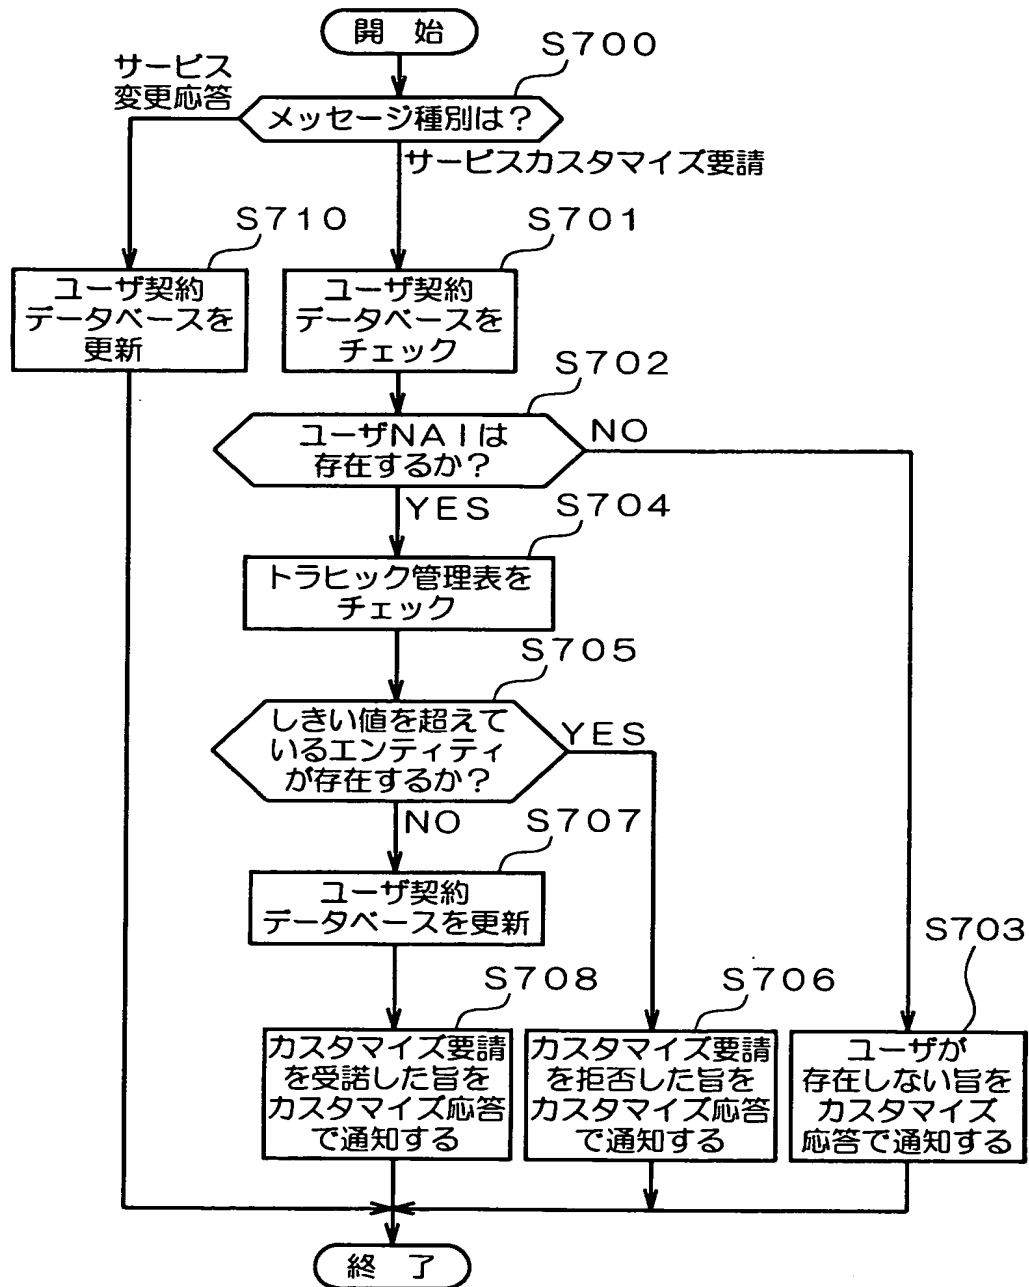 開 始
S700
サービス
変更応答
メッセージ種別は？
サービスカスタマイズ要請
S710
S701
ユーザ契約
データベースを
更新
ユーザ契約
データベースを
チェック
S702
ユーザNAIは
存在するか？
NO
YES
S704
トラヒック管理表を
チェック
S705
しきい値を超えて
いるエンティティ
が存在するか？
YES
NO
S707
ユーザ契約
データベースを更新
S703
S708
S706
カスタマイズ要請
を受諾した旨を
カスタマイズ応答
で通知する
カスタマイズ要請
を拒否した旨を
カスタマイズ応答
で通知する
ユーザが
存在しない旨を
カスタマイズ
応答で通知する
終 了